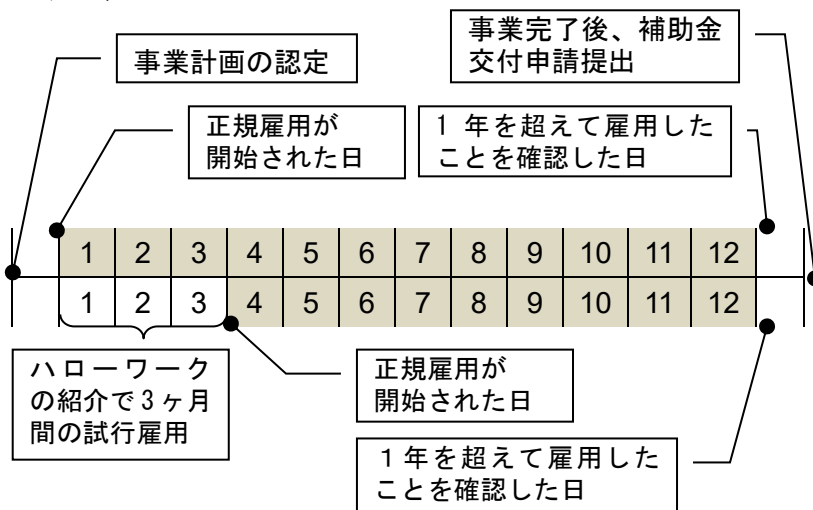 事業計画の認定
事業完了後、補助金
交付申請提出
正規雇用が
開始された日
1 年を超えて雇用した
ことを確認した日
1 2 3 4 5 6 7 8 9 10 11 12
1 2 3 4 5 6 7 8 9 10 11 12
ハローワーク
の紹介で3ヶ月
間の試行雇用
正規雇用が
開始された日
1年を超えて雇用した
ことを確認した日